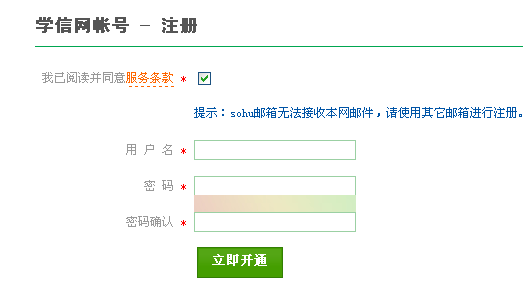 学信网帐号 - 注册
我已阅读并同意服务条款 *
提示：sohu邮箱无法接收本网邮件，请使用其它邮箱进行注册。
用 户 名 *
密 码 *
密码确认 *
立即开通